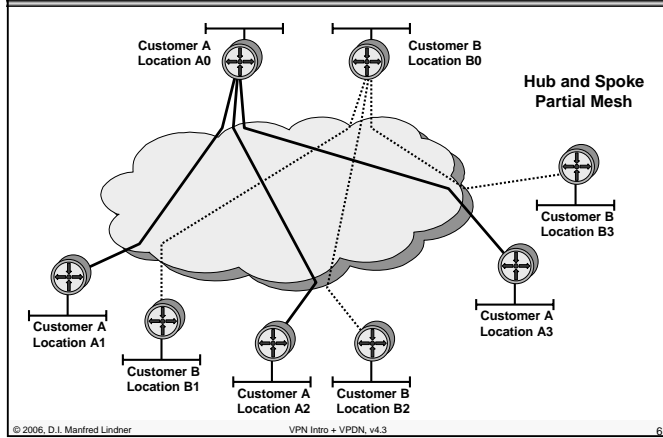 Customer A
Location A0
Customer B
Location B0
Hub and Spoke
Partial Mesh
Customer B
Location B3
Customer A
Location A3
Customer A
Location A1
Customer B
Location B1
Customer A
Location A2
Customer B
Location B2
© 2006, D.I. Manfred Lindner
VPN Intro + VPDN, v4.3
6